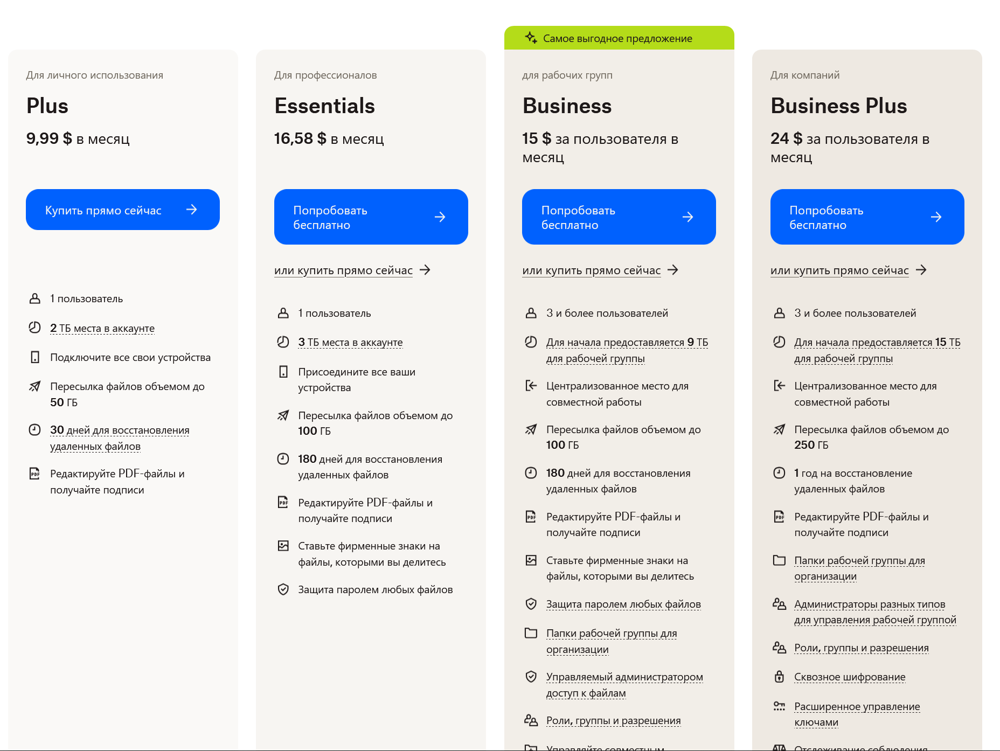 Для личного использования
Plus
9,99 $ в месяц
Купить прямо сейчас
1 пользователь
2 ТБ места в аккаунте
Подключите все свои устройства
Пересылка файлов объемом до
50 ГБ
30 дней для восстановления
удаленных файлов
Редактируйте PDF-файлы и
получайте подписи
Для профессионалов
Essentials
16,58 $ в месяц
Попробовать
бесплатно
или купить прямо сейчас
1 пользователь
3 ТБ места в аккаунте
Присоедините все ваши
устройства
Пересылка файлов объемом до
100 ГБ
180 дней для восстановления
удаленных файлов
Редактируйте PDF-файлы и
получайте подписи
Ставьте фирменные знаки на
файлы, которыми вы делитесь
Защита паролем любых файлов
Самое выгодное предложение
для рабочих групп
Business
15 $ за пользователя в
месяц
Попробовать
бесплатно
или купить прямо сейчас
3 и более пользователей
Для начала предоставляется 9 ТБ
для рабочей группы
Централизованное место для
совместной работы
Пересылка файлов объемом до
100 ГБ
180 дней для восстановления
удаленных файлов
Редактируйте PDF-файлы и
получайте подписи
Ставьте фирменные знаки на
файлы, которыми вы делитесь
Защита паролем любых файлов
Папки рабочей группы для
организации
Управляемый администратором
доступ к файлам
Роли, группы и разрешения
Управляйте совместным
Для компаний
Business Plus
24 $ за пользователя в
месяц
Попробовать
бесплатно
или купить прямо сейчас
3 и более пользователей
Для начала предоставляется 15 ТБ
для рабочей группы
Централизованное место для
совместной работы
Пересылка файлов объемом до
250 ГБ
1 год на восстановление
удаленных файлов
Редактируйте PDF-файлы и
получайте подписи
Папки рабочей группы для
организации
Администраторы разных типов
для управления рабочей группой
Роли, группы и разрешения
Сквозное шифрование
Расширенное управление
ключами
Отслеживание соблюдения